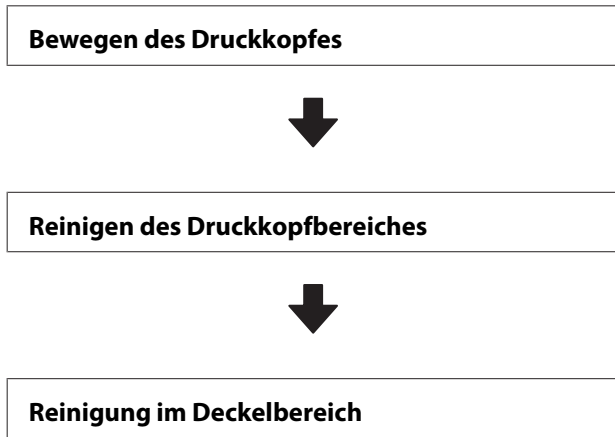 Bewegen des Druckkopfes
Reinigen des Druckkopfbereiches
Reinigung im Deckelbereich